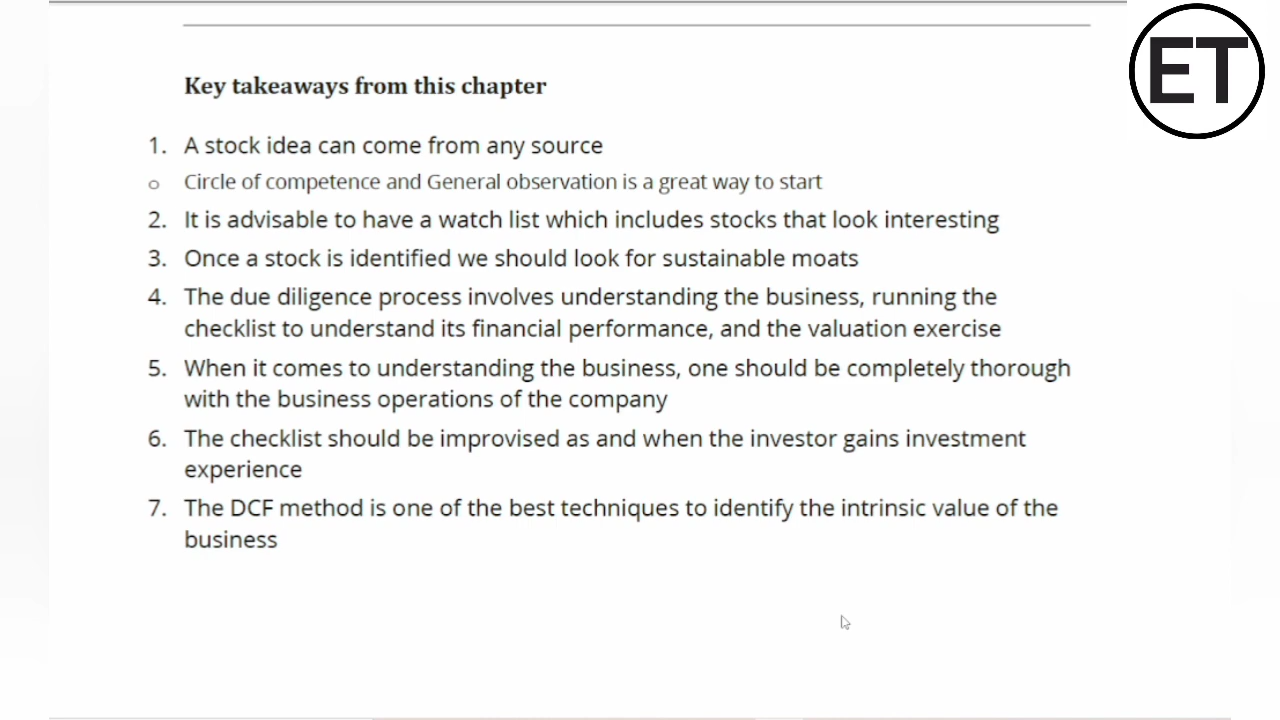 ET
Key takeaways from this chapter
1. A stock idea can come from any source
o Circle of competence and General observation is a great way to start
2. It is advisable to have a watch list which includes stocks that look interesting
3. Once a stock is identified we should look for sustainable moats
4. The due diligence process involves understanding the business, running the
checklist to understand its financial performance, and the valuation exercise
5. When it comes to understanding the business, one should be completely thorough
with the business operations of the company
6. The checklist should be improvised as and when the investor gains investment
experience
7. The DCF method is one of the best techniques to identify the intrinsic value of the
business